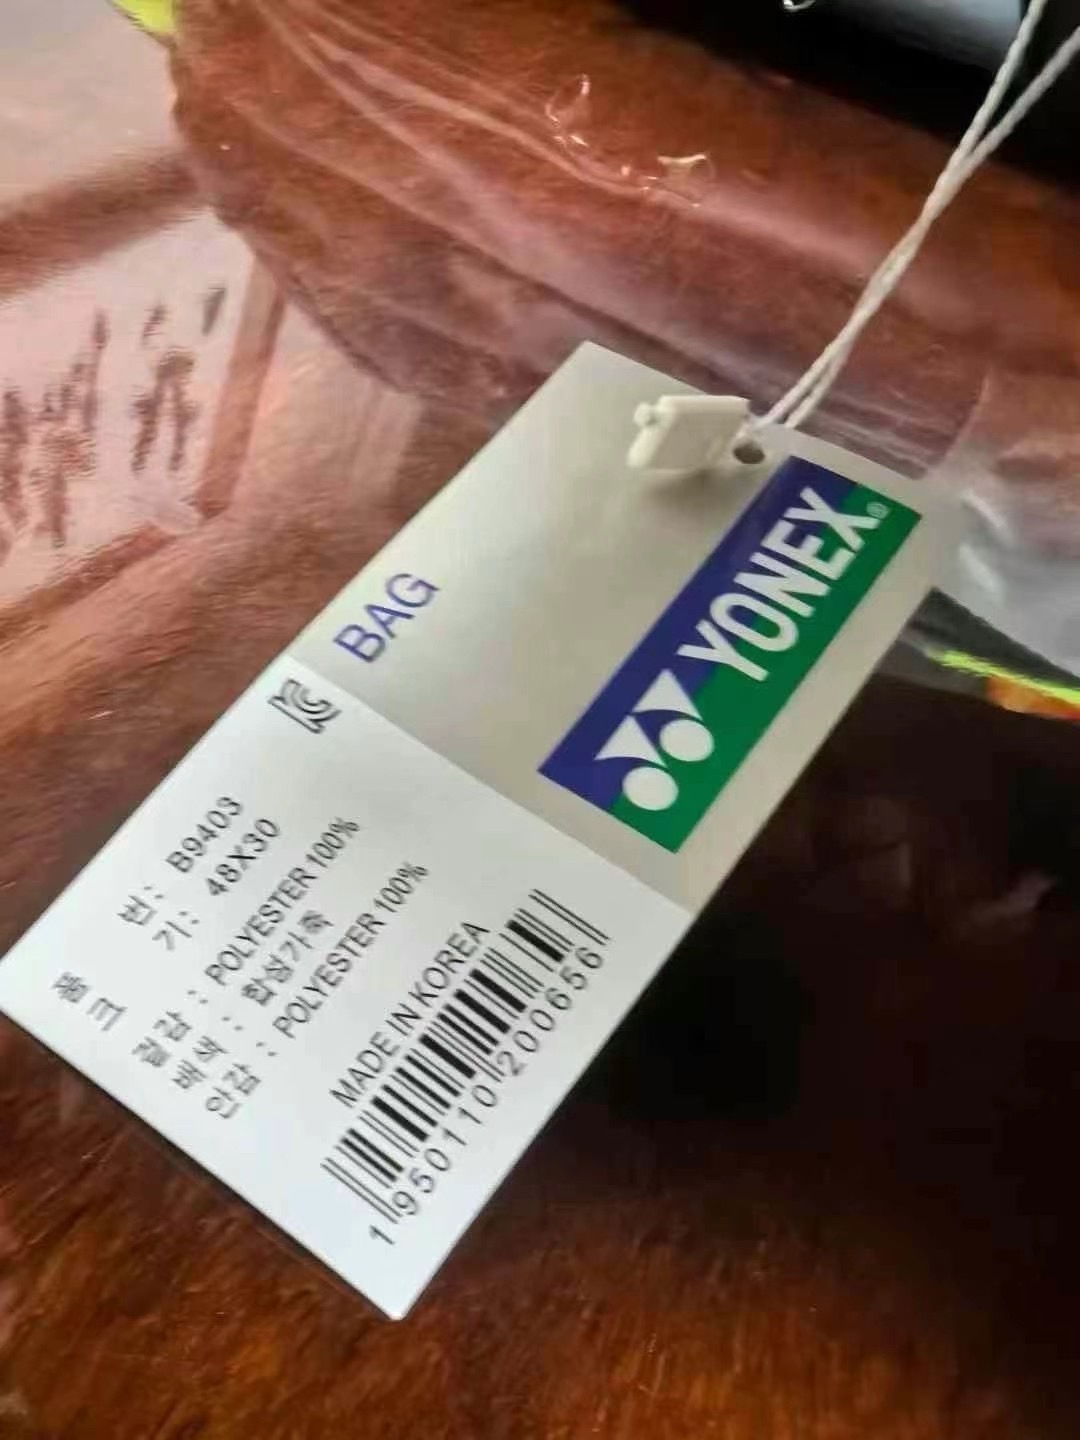 YONEX®
BAG
품 번: B9403
크 기: 48X30
겉 감: POLYESTER 100%
배 색: 합성가죽
안 감: POLYESTER 100%
MADE IN KOREA
1950110200656